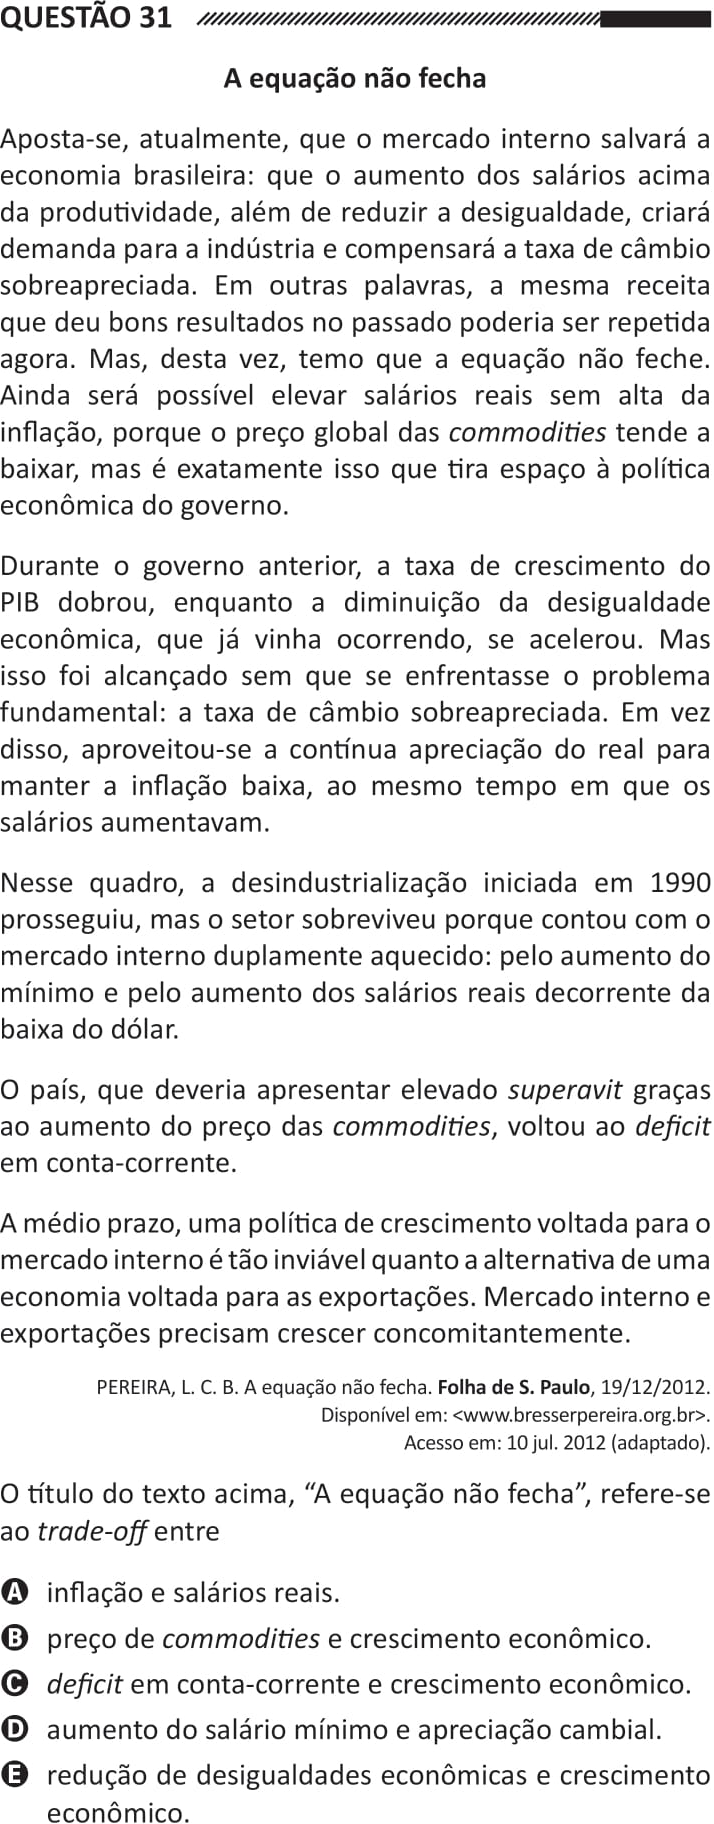 QUESTÃO 31
A equação não fecha
Aposta-se, atualmente, que o mercado interno salvará a
economia brasileira: que o aumento dos salários acima
da produtividade, além de reduzir a desigualdade, criará
demanda para a indústria e compensará a taxa de câmbio
sobreapreciada. Em outras palavras, a mesma receita
que deu bons resultados no passado poderia ser repetida
agora. Mas, desta vez, temo que a equação não feche.
Ainda será possível elevar salários reais sem alta da
inflação, porque o preço global das commodities tende a
baixar, mas é exatamente isso que tira espaço à política
econômica do governo.
Durante o governo anterior, a taxa de crescimento do
PIB dobrou, enquanto a diminuição da desigualdade
econômica, que já vinha ocorrendo, se acelerou. Mas
isso foi alcançado sem que se enfrentasse o problema
fundamental: a taxa de câmbio sobreapreciada. Em vez
disso, aproveitou-se a contínua apreciação do real para
manter a inflação baixa, ao mesmo tempo em que os
salários aumentavam.
Nesse quadro, a desindustrialização iniciada em 1990
prosseguiu, mas o setor sobreviveu porque contou com o
mercado interno duplamente aquecido: pelo aumento do
mínimo e pelo aumento dos salários reais decorrente da
baixa do dólar.
O país, que deveria apresentar elevado superavit graças
ao aumento do preço das commodities, voltou ao deficit
em conta-corrente.
A médio prazo, uma política de crescimento voltada para o
mercado interno é tão inviável quanto a alternativa de uma
economia voltada para as exportações. Mercado interno e
exportações precisam crescer concomitantemente.
PEREIRA, L. C. B. A equação não fecha. Folha de S. Paulo, 19/12/2012.
Disponível em: <www.bresserpereira.org.br>.
Acesso em: 10 jul. 2012 (adaptado).
O título do texto acima, “A equação não fecha”, refere-se
ao trade-off entre
A inflação e salários reais.
B preço de commodities e crescimento econômico.
C deficit em conta-corrente e crescimento econômico.
D aumento do salário mínimo e apreciação cambial.
E redução de desigualdades econômicas e crescimento
econômico.